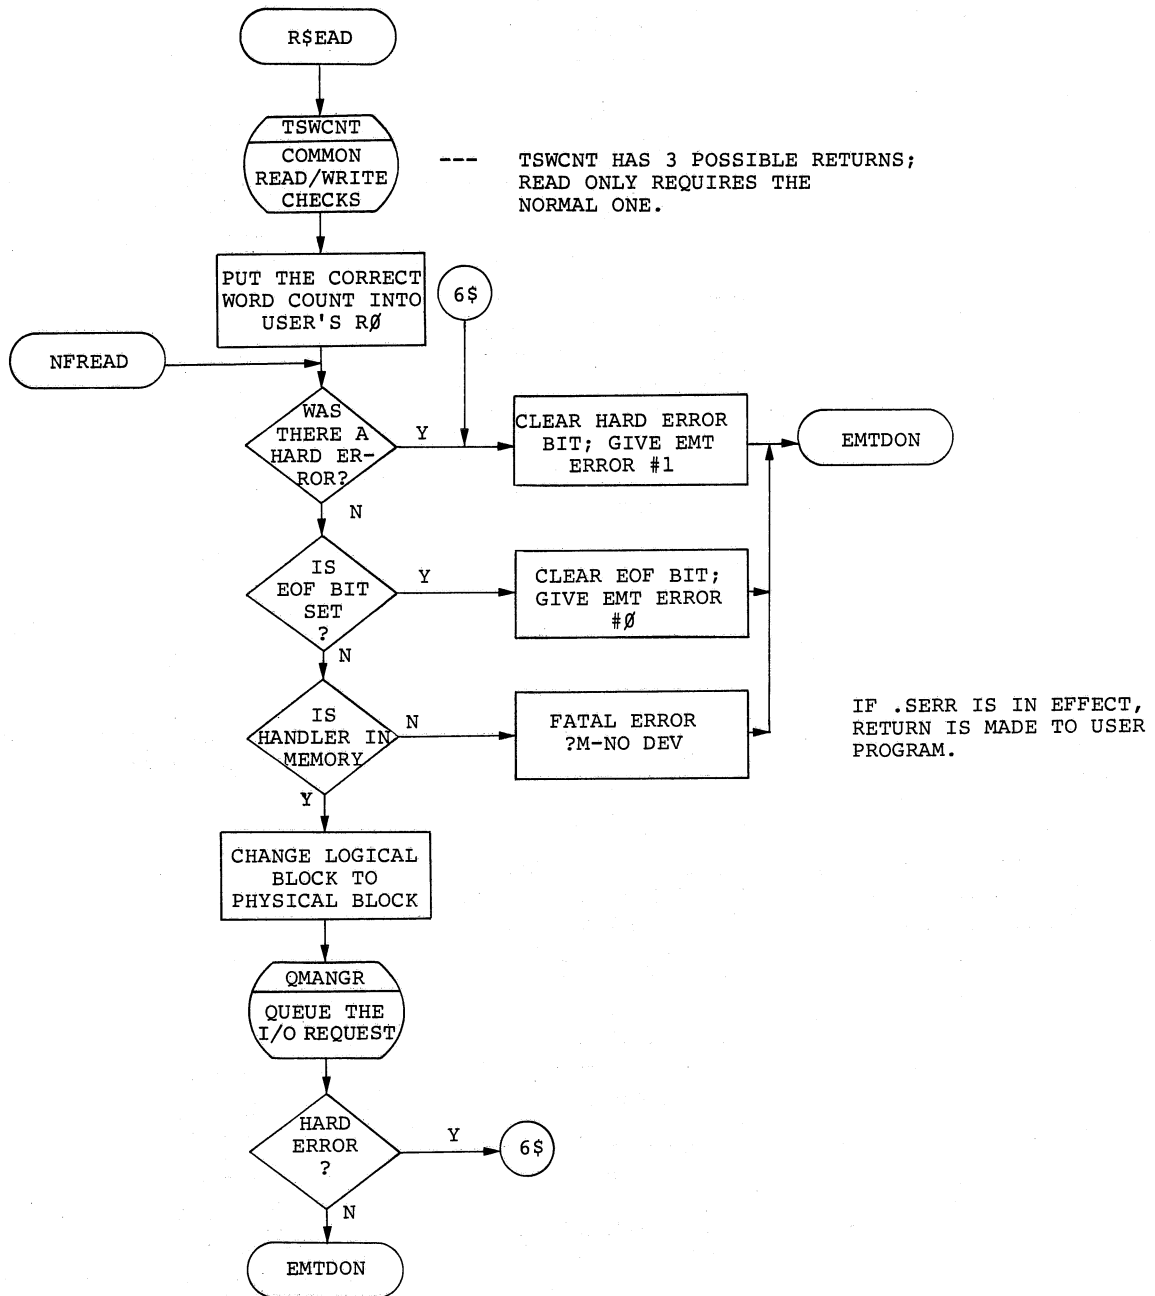 R$EAD
TSWCNT
COMMON
READ/WRITE
CHECKS
---
TSWCNT HAS 3 POSSIBLE RETURNS;
READ ONLY REQUIRES THE
NORMAL ONE.
PUT THE CORRECT
WORD COUNT INTO
USER'S RØ
6$
NFREAD
WAS
THERE A
HARD ER-
ROR?
Y
CLEAR HARD ERROR
BIT; GIVE EMT
ERROR #1
EMTDON
N
IS
EOF BIT
SET
?
Y
CLEAR EOF BIT;
GIVE EMT ERROR
#Ø
N
IS
HANDLER IN
MEMORY
N
FATAL ERROR
?M-NO DEV
IF .SERR IS IN EFFECT,
RETURN IS MADE TO USER
PROGRAM.
Y
CHANGE LOGICAL
BLOCK TO
PHYSICAL BLOCK
QMANGR
QUEUE THE
I/O REQUEST
HARD
ERROR
?
Y
6$
N
EMTDON